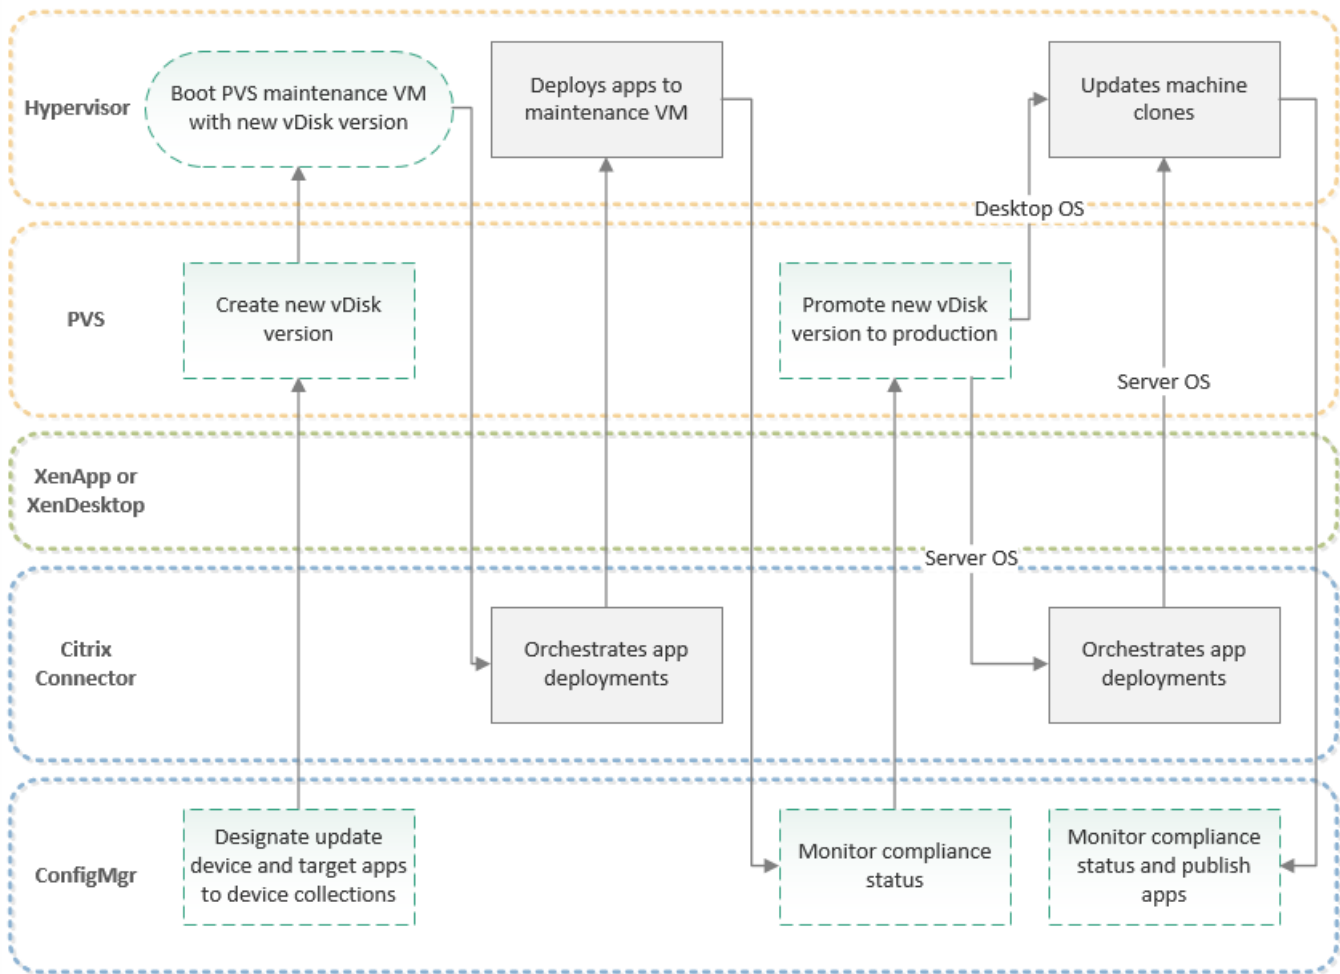 Hypervisor
Boot PVS maintenance VM
with new vDisk version
Deploys apps to
maintenance VM
Updates machine
clones
Desktop OS
PVS
Create new vDisk
version
Promote new vDisk
version to production
Server OS
XenApp or
XenDesktop
Server OS
Citrix
Connector
Orchestrates app
deployments
Orchestrates app
deployments
ConfigMgr
Designate update
device and target apps
to device collections
Monitor compliance
status
Monitor compliance
status and publish
apps